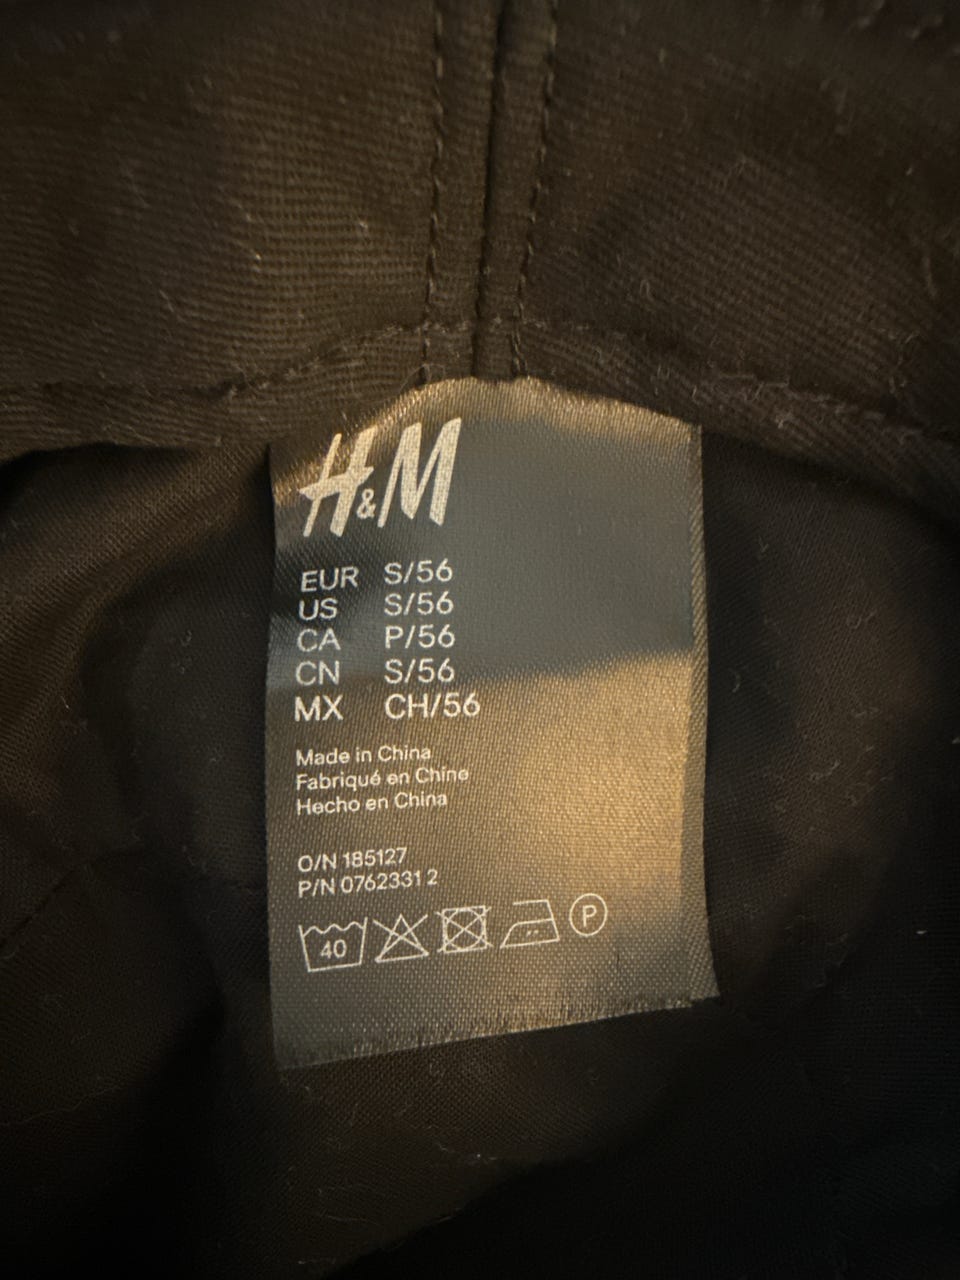 H&M
EUR S/56
US S/56
CA P/56
CN S/56
MX CH/56
Made in China
Fabriqué en Chine
Hecho en China
O/N 185127
P/N 0762331 2
40 P